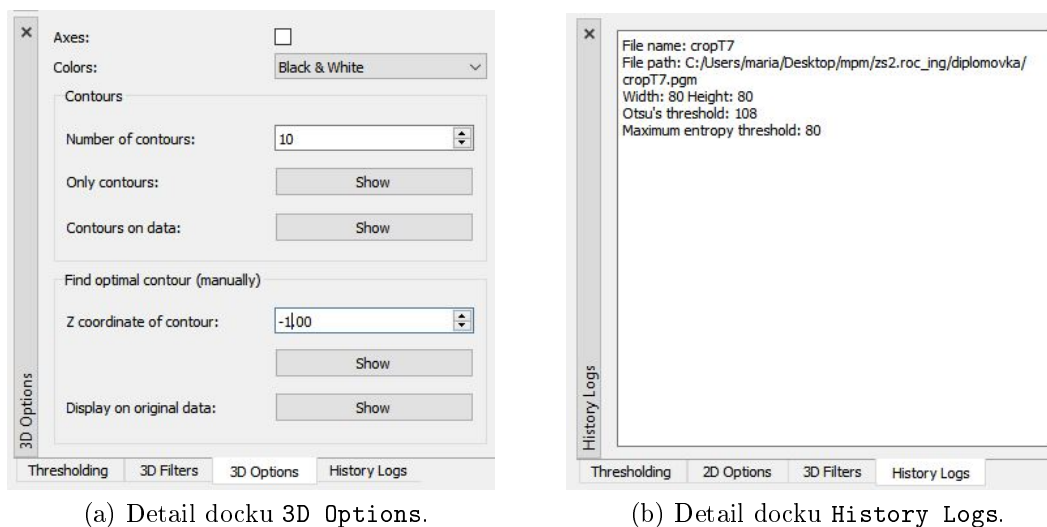 Axes:
Colors: Black & White
Contours
Number of contours: 10
Only contours: Show
Contours on data: Show
Find optimal contour (manually)
Z coordinate of contour: -1.00
Show
Display on original data: Show
3D Options
Thresholding 3D Filters 3D Options History Logs
(a) Detail docku 3D Options.
File name: cropT7
File path: C:/Users/maria/Desktop/mpm/zs2.roc_ing/diplomovka/
cropT7.pgm
Width: 80 Height: 80
Otsu's threshold: 108
Maximum entropy threshold: 80
History Logs
Thresholding 2D Options 3D Filters History Logs
(b) Detail docku History Logs.